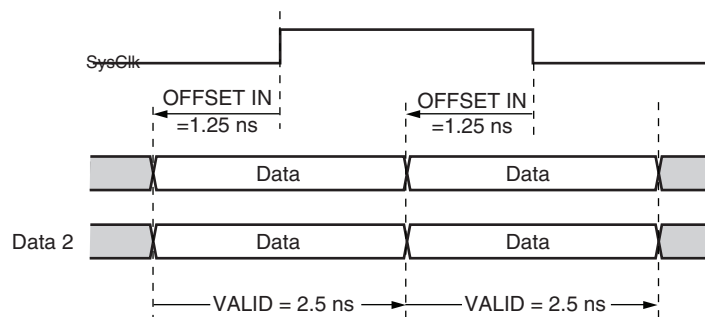 SysClk
OFFSET IN
=1.25 ns
OFFSET IN
=1.25 ns
Data
Data
Data 2
Data
Data
VALID = 2.5 ns
VALID = 2.5 ns